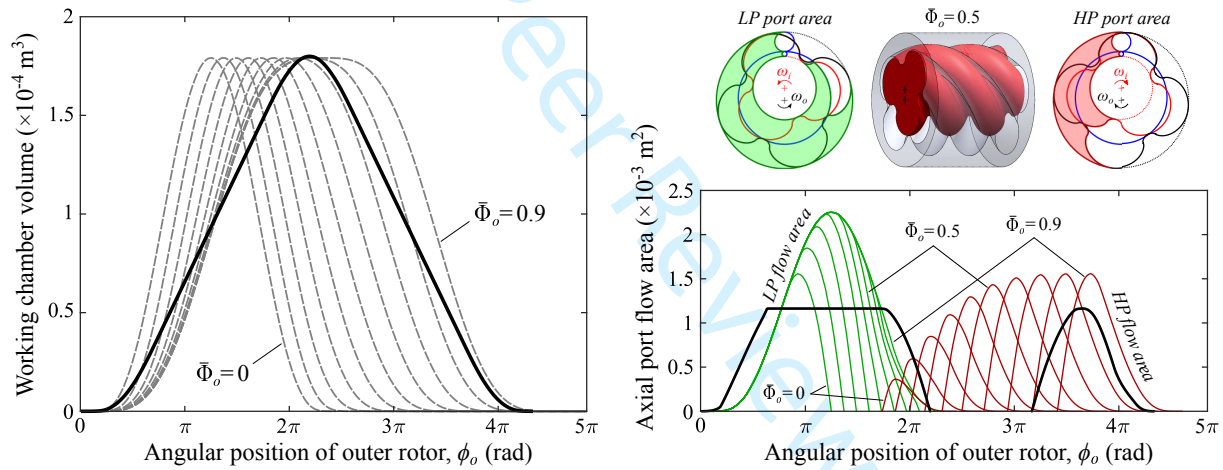 Working chamber volume (×10⁻⁴ m³)
2
1.5
1
0.5
0
0
π
2π
3π
4π
5π
Angular position of outer rotor, ϕₒ (rad)
Φ̄ₒ=0.9
Φ̄ₒ=0
LP port area
Φ̄ₒ=0.5
HP port area
ωᵢ
ωₒ
ωᵢ
ωₒ
Axial port flow area (×10⁻³ m²)
2.5
2
1.5
1
0.5
0
0
π
2π
3π
4π
5π
Angular position of outer rotor, ϕₒ (rad)
LP flow area
Φ̄ₒ=0.5
Φ̄ₒ=0.9
HP flow area
Φ̄ₒ=0
Peer Review